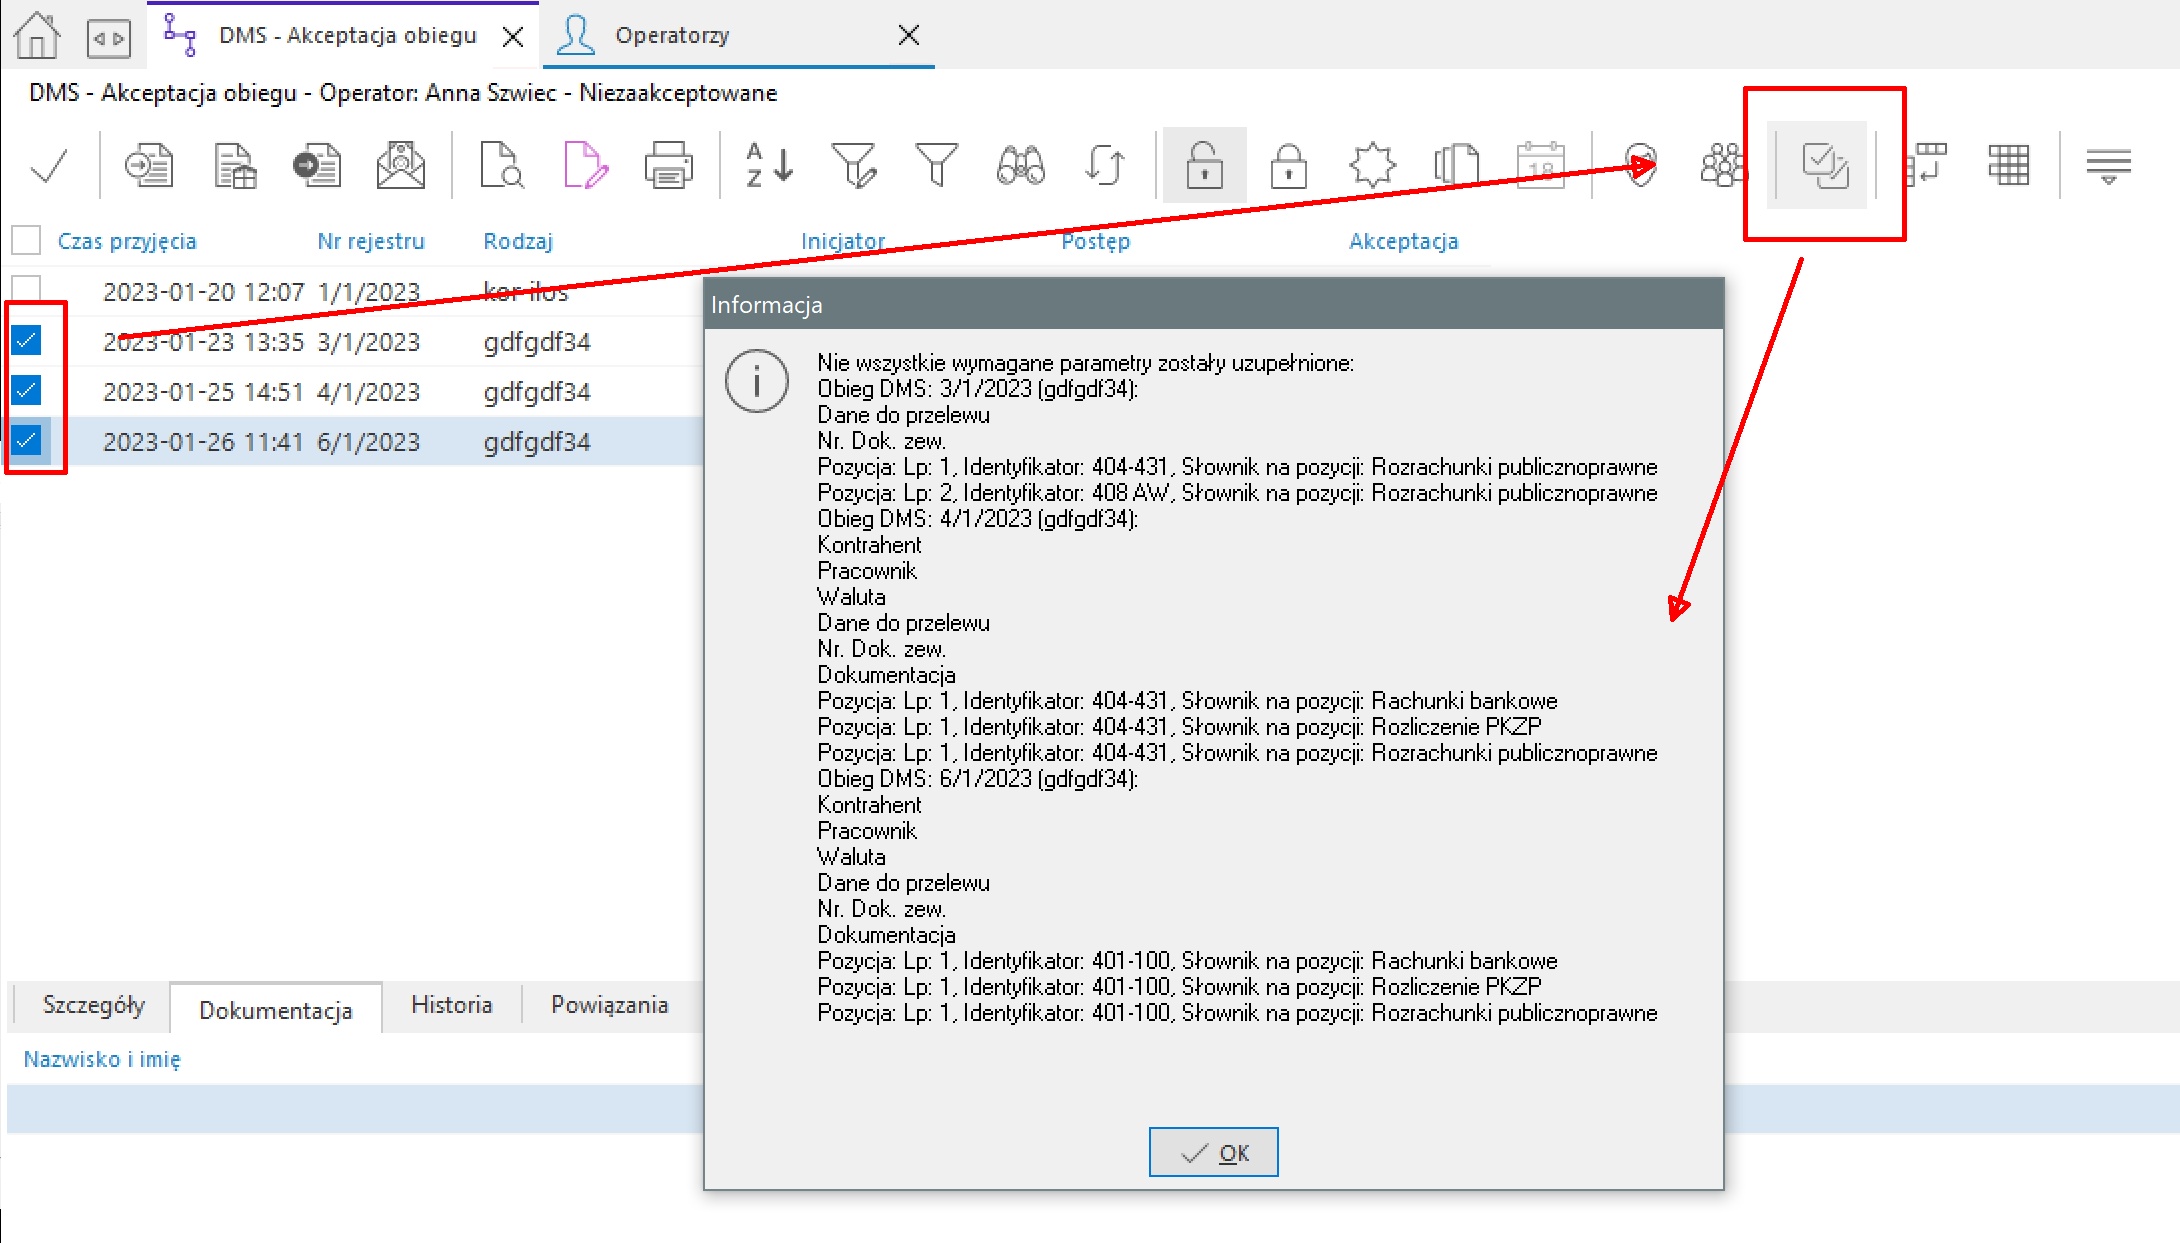 DMS - Akceptacja obiegu
Operatorzy
DMS - Akceptacja obiegu - Operator: Anna Szwiec - Niezaakceptowane
A
Z
18
Czas przyjęcia Nr rejestru Rodzaj Inicjator Postęp Akceptacja
2023-01-20 12:07 1/1/2023 kor-ilos
2023-01-23 13:35 3/1/2023 gdfgdf34
2023-01-25 14:51 4/1/2023 gdfgdf34
2023-01-26 11:41 6/1/2023 gdfgdf34
Informacja
Nie wszystkie wymagane parametry zostały uzupełnione:
Obieg DMS: 3/1/2023 (gdfgdf34):
Dane do przelewu
Nr. Dok. zew.
Pozycja: Lp: 1, Identyfikator: 404-431, Słownik na pozycji: Rozrachunki publicznoprawne
Pozycja: Lp: 2, Identyfikator: 408 AW, Słownik na pozycji: Rozrachunki publicznoprawne
Obieg DMS: 4/1/2023 (gdfgdf34):
Kontrahent
Pracownik
Waluta
Dane do przelewu
Nr. Dok. zew.
Dokumentacja
Pozycja: Lp: 1, Identyfikator: 404-431, Słownik na pozycji: Rachunki bankowe
Pozycja: Lp: 1, Identyfikator: 404-431, Słownik na pozycji: Rozliczenie PKZP
Pozycja: Lp: 1, Identyfikator: 404-431, Słownik na pozycji: Rozrachunki publicznoprawne
Obieg DMS: 6/1/2023 (gdfgdf34):
Kontrahent
Pracownik
Waluta
Dane do przelewu
Nr. Dok. zew.
Dokumentacja
Pozycja: Lp: 1, Identyfikator: 401-100, Słownik na pozycji: Rachunki bankowe
Pozycja: Lp: 1, Identyfikator: 401-100, Słownik na pozycji: Rozliczenie PKZP
Pozycja: Lp: 1, Identyfikator: 401-100, Słownik na pozycji: Rozrachunki publicznoprawne
OK
Szczegóły Dokumentacja Historia Powiązania
Nazwisko i imię